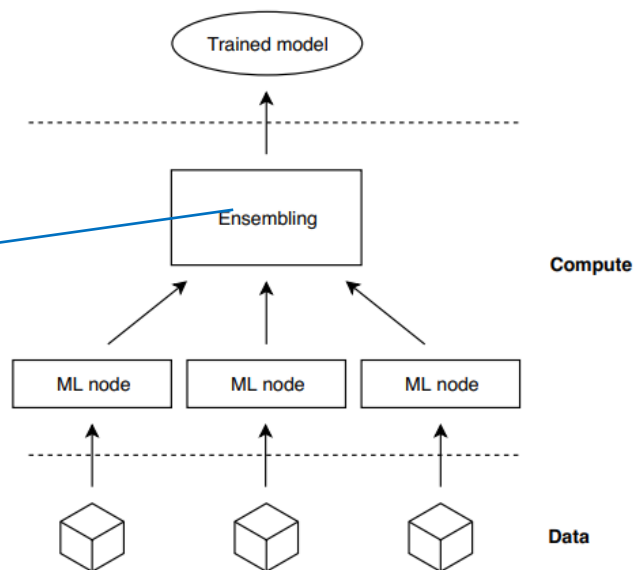 Trained model
Ensembling
Compute
ML node
ML node
ML node
Data